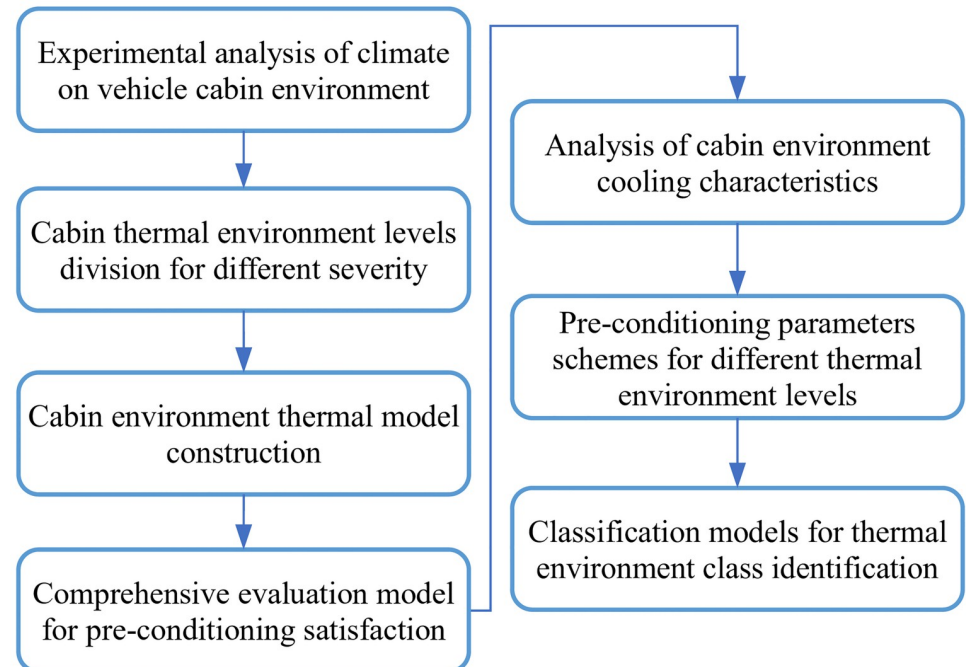 Experimental analysis of climate
on vehicle cabin environment
Cabin thermal environment levels
division for different severity
Cabin environment thermal model
construction
Comprehensive evaluation model
for pre-conditioning satisfaction
Analysis of cabin environment
cooling characteristics
Pre-conditioning parameters
schemes for different thermal
environment levels
Classification models for thermal
environment class identification